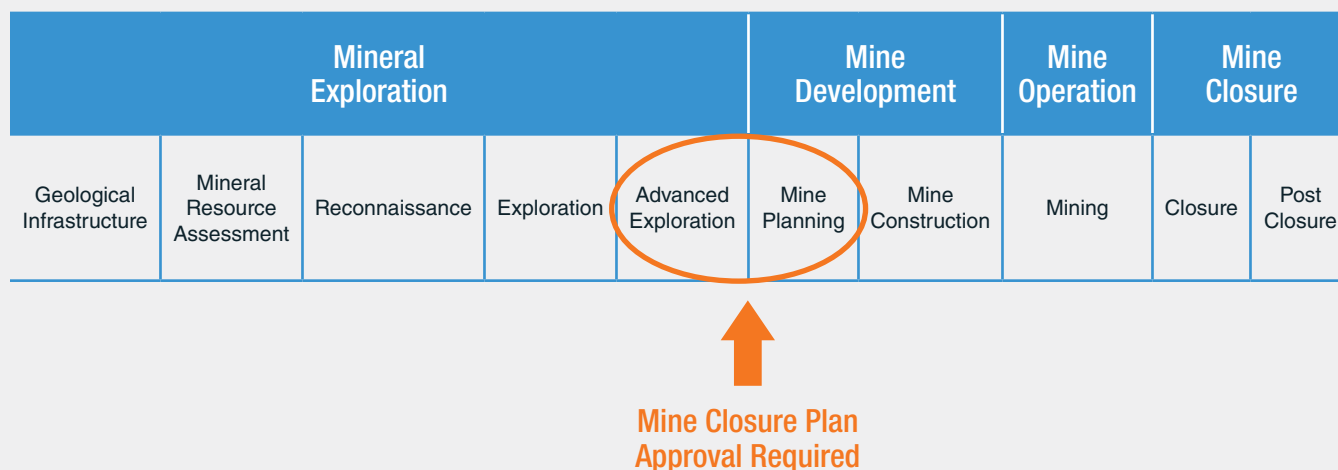 Mineral
Exploration
Mine
Development
Mine
Operation
Mine
Closure
Geological
Infrastructure
Mineral
Resource
Assessment
Reconnaissance
Exploration
Advanced
Exploration
Mine
Planning
Mine
Construction
Mining
Closure
Post
Closure
Mine Closure Plan
Approval Required